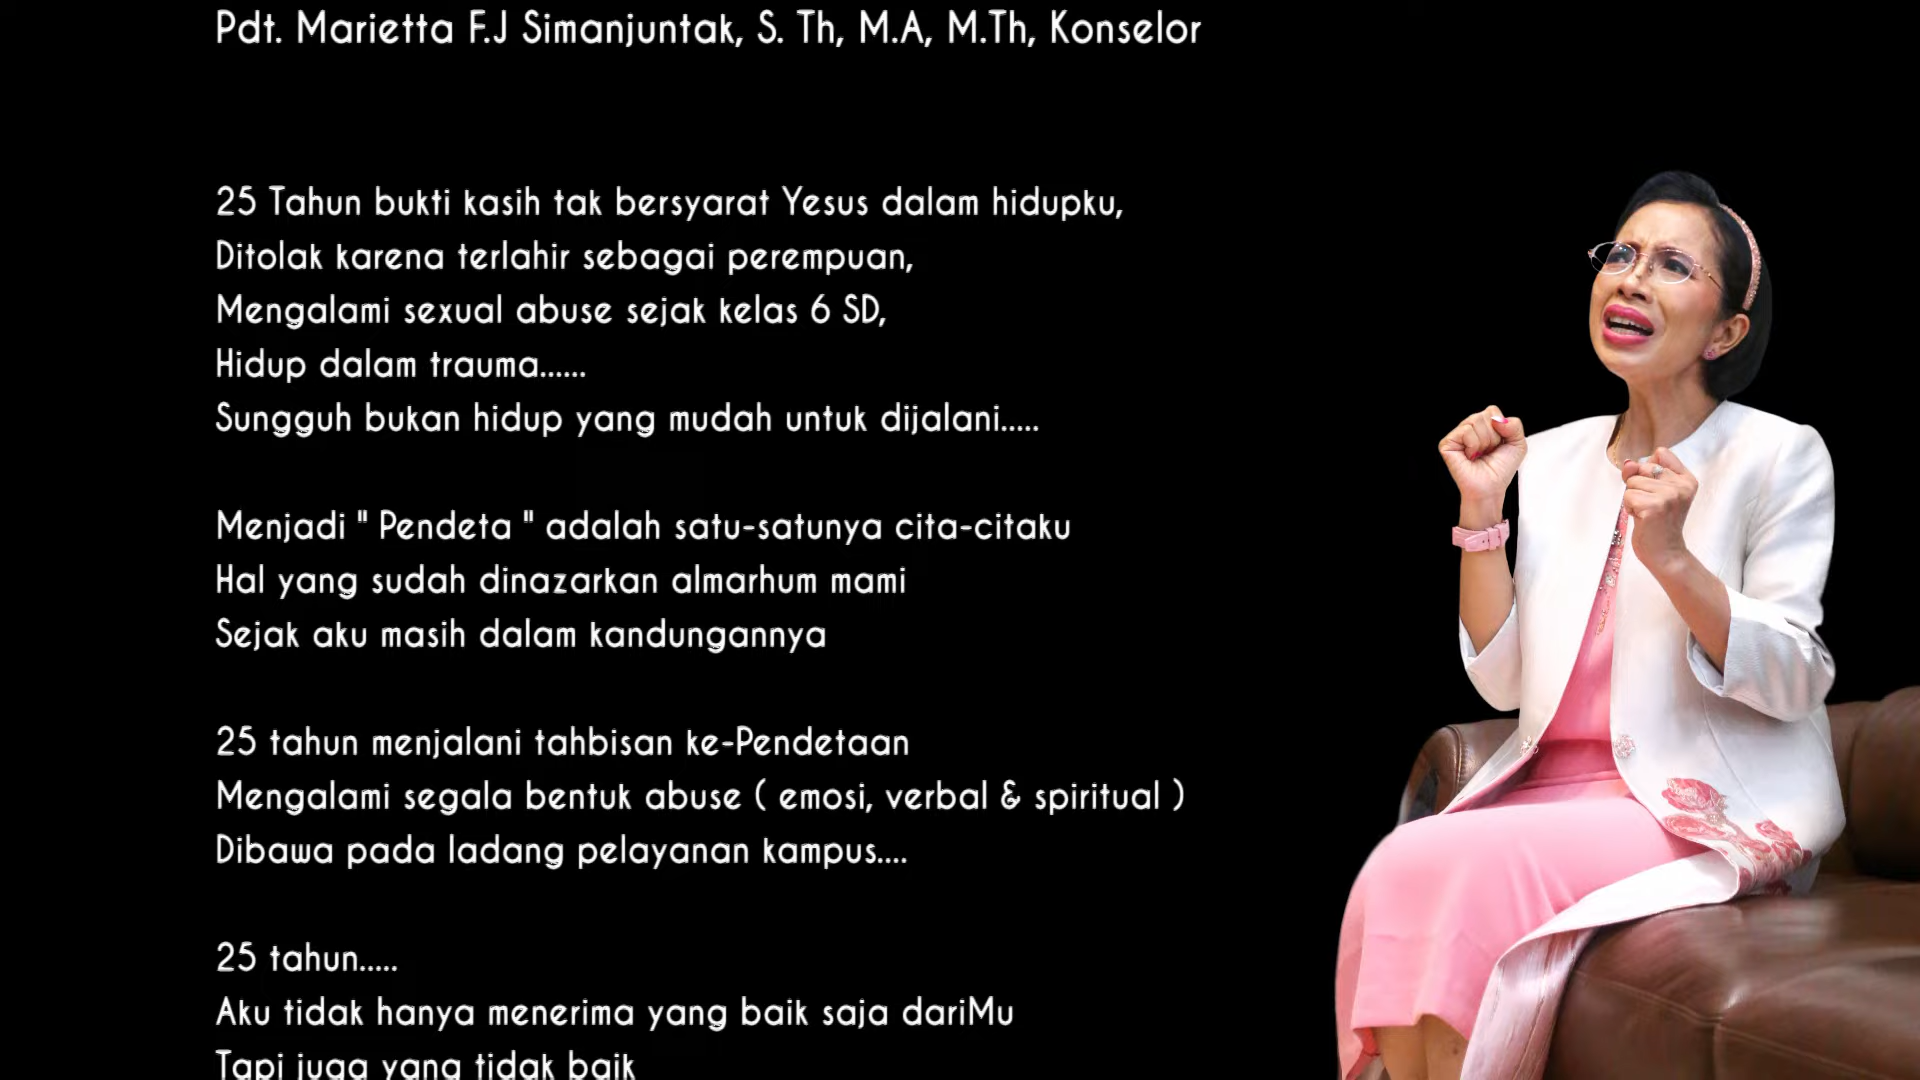 Pdt. Marietta F.J Simanjuntak, S. Th, M.A, M.Th, Konselor
25 Tahun bukti kasih tak bersyarat Yesus dalam hidupku,
Ditolak karena terlahir sebagai perempuan,
Mengalami sexual abuse sejak kelas 6 SD,
Hidup dalam trauma......
Sungguh bukan hidup yang mudah untuk dijalani.....
Menjadi " Pendeta " adalah satu-satunya cita-citaku
Hal yang sudah dinazarkan almarhum mami
Sejak aku masih dalam kandungannya
25 tahun menjalani tahbisan ke-Pendetaan
Mengalami segala bentuk abuse ( emosi, verbal & spiritual )
Dibawa pada ladang pelayanan kampus....
25 tahun.....
Aku tidak hanya menerima yang baik saja dariMu
Tapi juga yang tidak baik